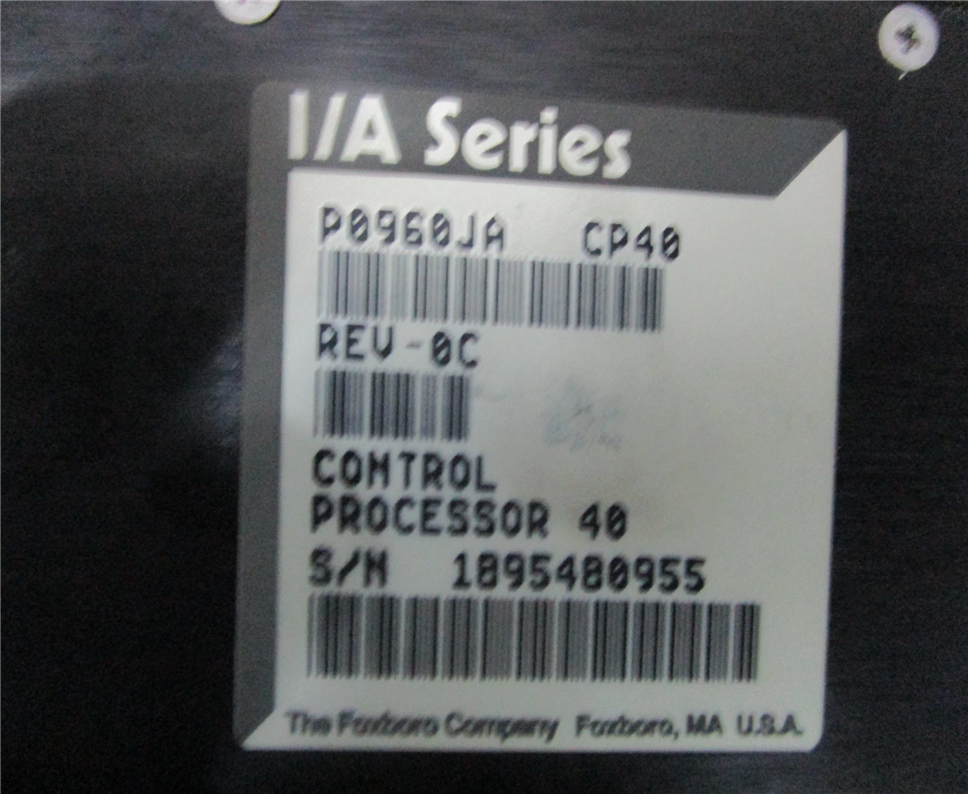 I/A Series
P0960JA CP40
REV-0C
CONTROL
PROCESSOR 40
S/N 1895480955
The Foxboro Company Foxboro, MA U.S.A.